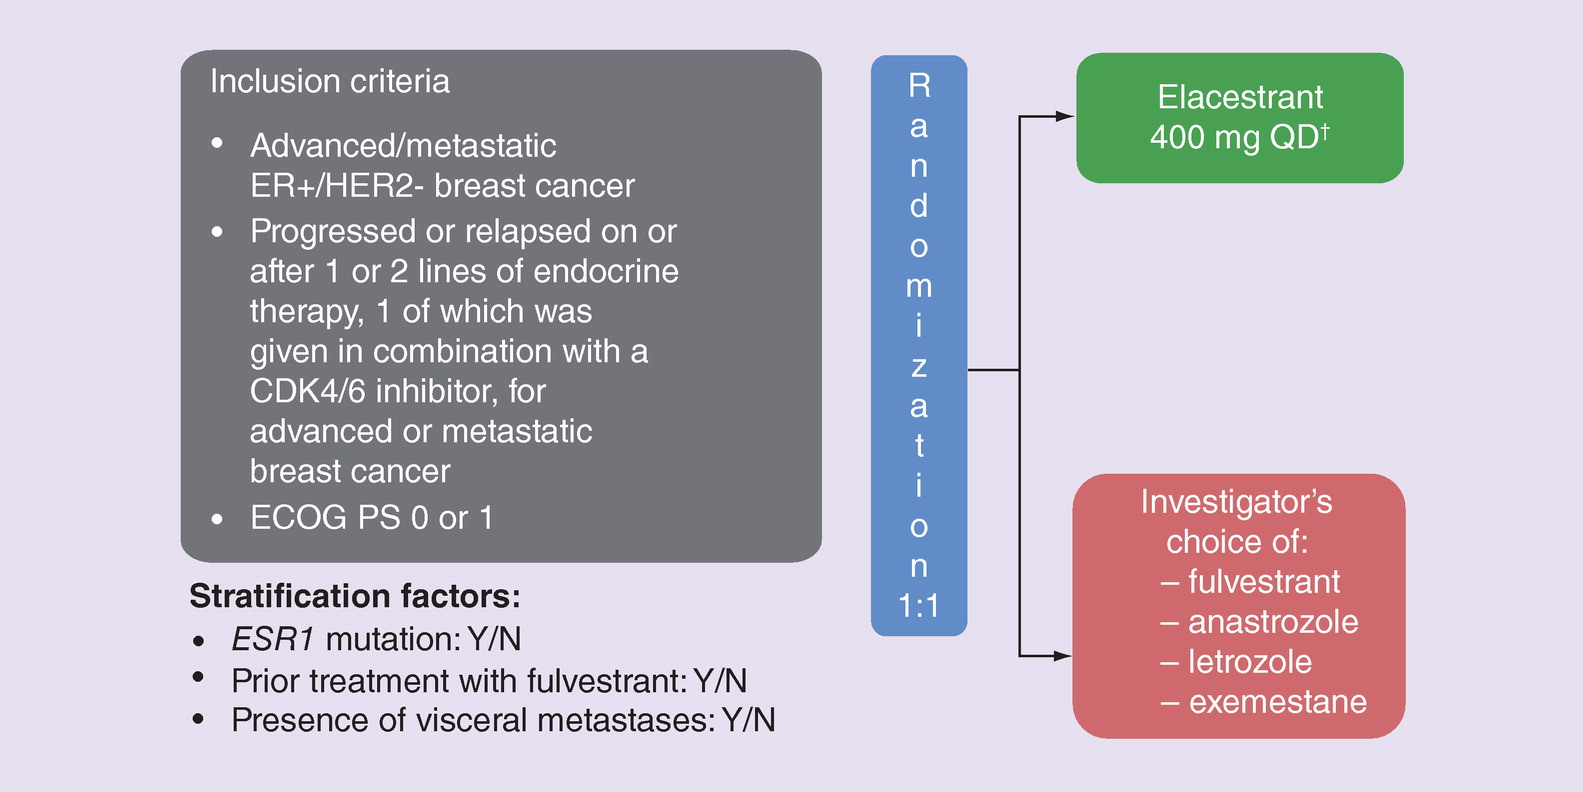 Inclusion criteria
• Advanced/metastatic
ER+/HER2- breast cancer
• Progressed or relapsed on or
after 1 or 2 lines of endocrine
therapy, 1 of which was
given in combination with a
CDK4/6 inhibitor, for
advanced or metastatic
breast cancer
• ECOG PS 0 or 1
Stratification factors:
• ESR1 mutation: Y/N
• Prior treatment with fulvestrant: Y/N
• Presence of visceral metastases: Y/N
R
a
n
d
o
m
i
z
a
t
i
o
n
1:1
Elacestrant
400 mg QD†
Investigator’s
choice of:
– fulvestrant
– anastrozole
– letrozole
– exemestane